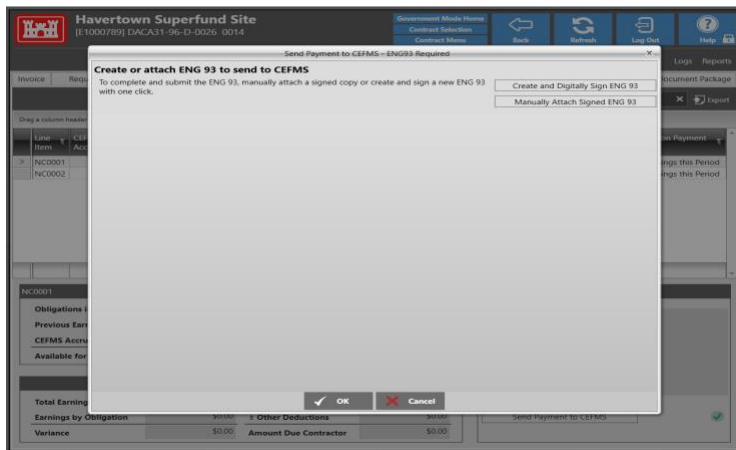 Havertown Superfund Site
[E1000789] DACA31-96-D-0026 0014
Government Mode Home
Contract Selection
Contract Menu
Back
Refresh
Log Out
Help
Send Payment to CEFMS - ENG93 Required
Logs Reports
Invoice
Create or attach ENG 93 to send to CEFMS
To complete and submit the ENG 93, manually attach a signed copy or create and sign a new ENG 93
with one click.
Create and Digitally Sign ENG 93
Manually Attach Signed ENG 93
Document Package
Export
Drag a column header
Line
Item
on Payment
NC0001
ings this Period
NC0002
ings this Period
NC0001
Obligations
Previous Earn
CEFMS Accru
Available for
OK
Cancel
Total Earning
Earnings by Obligation
$0.00
± Other Deductions
$0.00
Send Payment to CEFMS
Variance
$0.00
Amount Due Contractor
$0.00